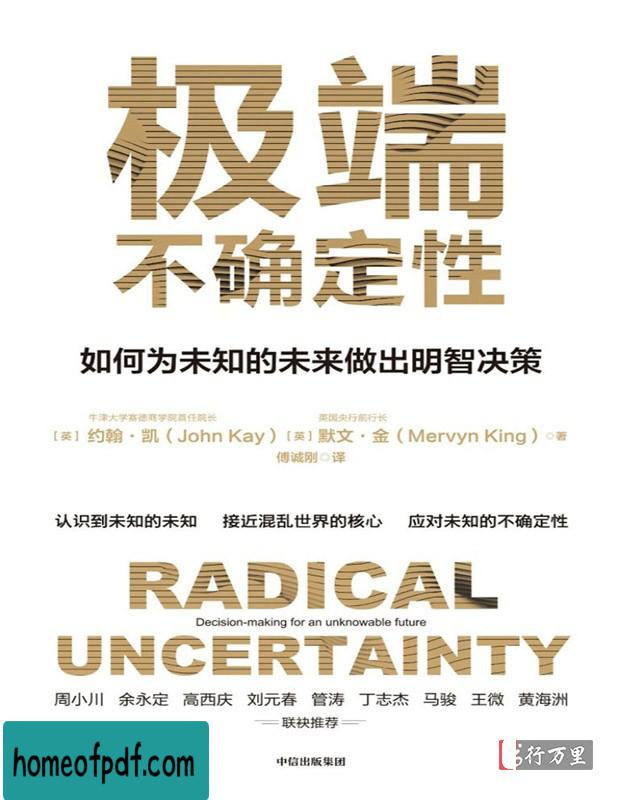 极端
不确定性
如何为未知的未来做出明智决策
牛津大学赛德商学院首任院长 英国央行前行长
[英] 约翰·凯（John Kay） [英] 默文·金（Mervyn King）◎著
傅诚刚◎译
认识到未知的未知 接近混乱世界的核心 应对未知的不确定性
RADICAL
Decision-making for an unknowable future
UNCERTAINTY
周小川 余永定 高西庆 刘元春 管涛 丁志杰 马骏 王微 黄海洲
联袂推荐
homeofpdf.com
中信出版集团
书行万里